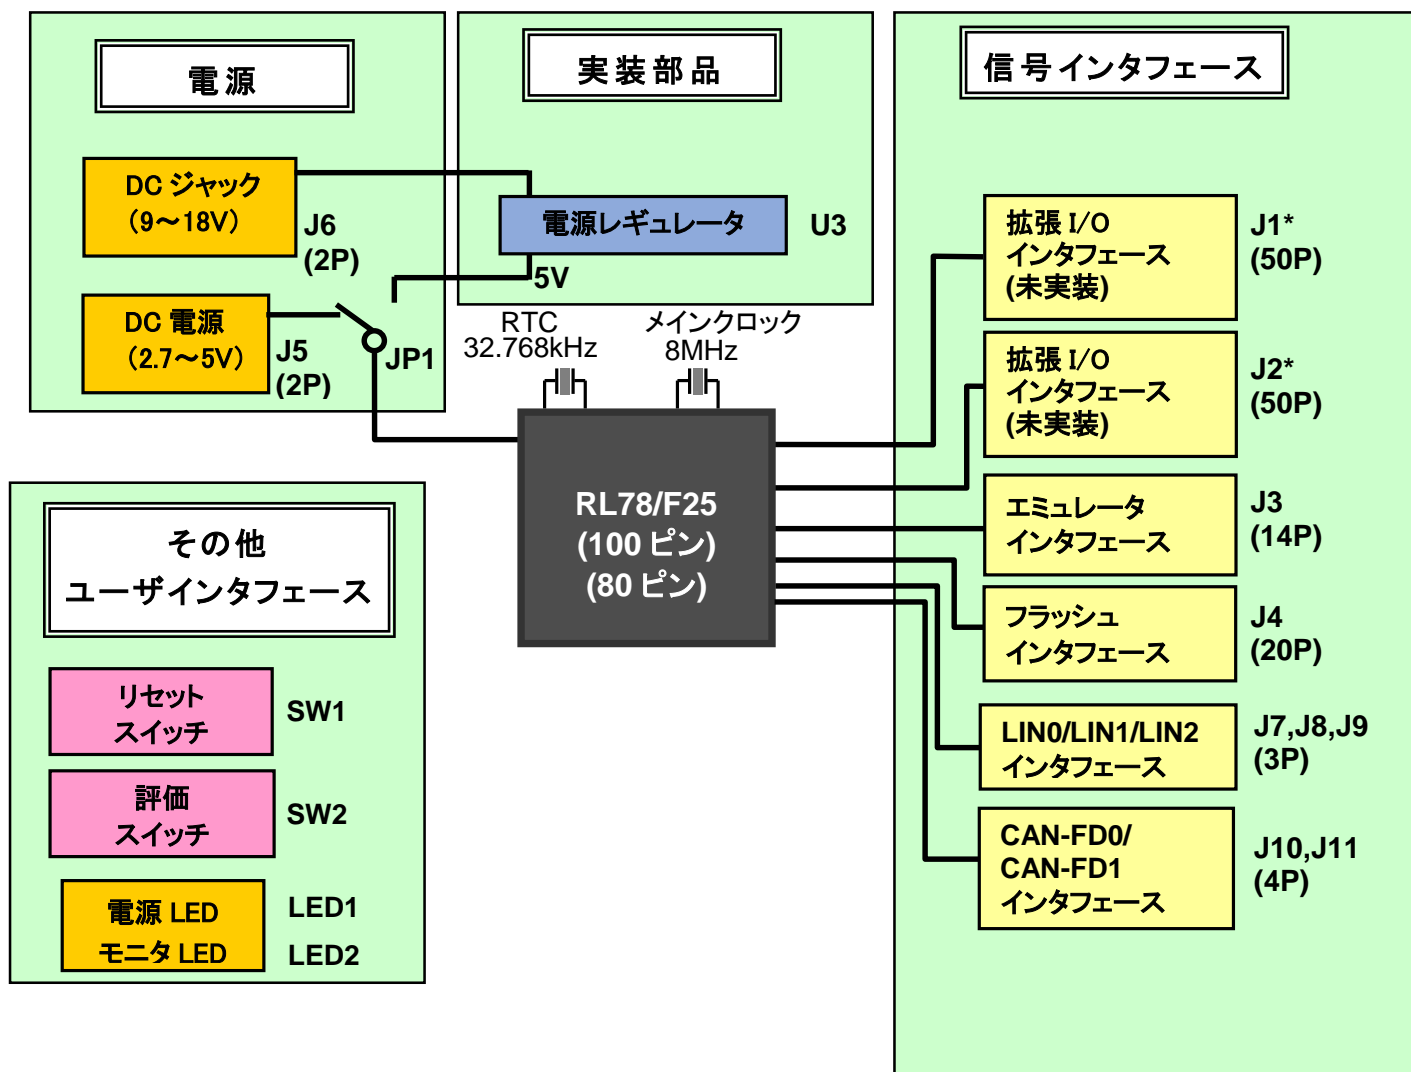 電源
DC ジャック
(9～18V)
J6
(2P)
DC 電源
(2.7～5V)
J5
(2P)
JP1
実装部品
電源レギュレータ
U3
5V
RTC
32.768kHz
メインクロック
8MHz
RL78/F25
(100 ピン)
(80 ピン)
信号インタフェース
拡張 I/O
インタフェース
(未実装)
J1*
(50P)
拡張 I/O
インタフェース
(未実装)
J2*
(50P)
エミュレータ
インタフェース
J3
(14P)
フラッシュ
インタフェース
J4
(20P)
LIN0/LIN1/LIN2
インタフェース
J7,J8,J9
(3P)
CAN-FD0/
CAN-FD1
インタフェース
J10,J11
(4P)
その他
ユーザインタフェース
リセット
スイッチ
SW1
評価
スイッチ
SW2
電源 LED
モニタ LED
LED1
LED2